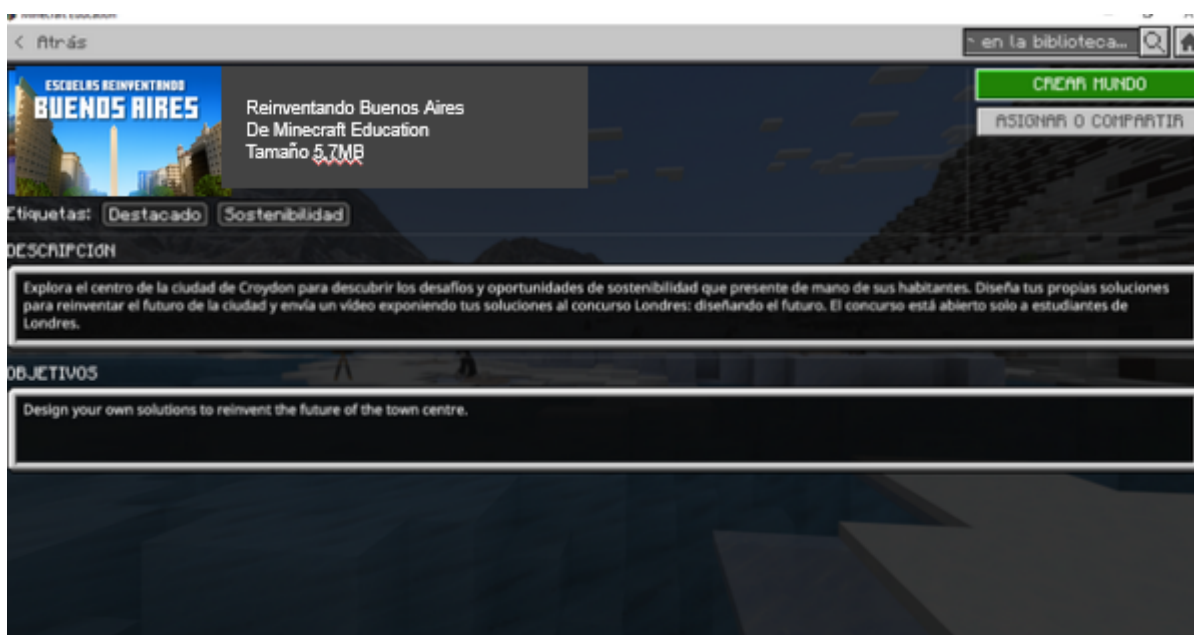 Minecraft Education
< Atrás
en la biblioteca...
ESCUELAS REINVENTANDO
BUENOS AIRES
Reinventando Buenos Aires
De Minecraft Education
Tamaño 5,7MB
CREAR MUNDO
ASIGNAR O COMPARTIR
Etiquetas: Destacado Sostenibilidad
DESCRIPCIÓN
Explora el centro de la ciudad de Croydon para descubrir los desafíos y oportunidades de sostenibilidad que presente de mano de sus habitantes. Diseña tus propias soluciones
para reinventar el futuro de la ciudad y envía un vídeo exponiendo tus soluciones al concurso Londres: diseñando el futuro. El concurso está abierto solo a estudiantes de
Londres.
OBJETIVOS
Design your own solutions to reinvent the future of the town centre.